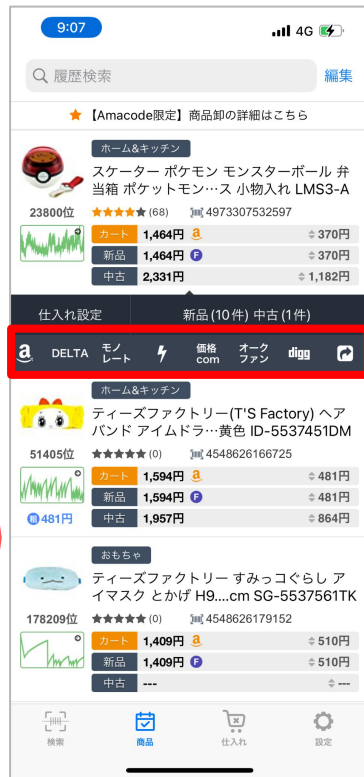 9:07
4G
履歴検索
編集
【Amacode限定】商品卸の詳細はこちら
ホーム&キッチン
スケーター ポケモン モンスターボール 弁
当箱 ポケットモン…ス 小物入れ LMS3-A
23800位 (68) 4973307532597
カート 1,464円 a 370円
新品 1,464円 F 370円
中古 2,331円 1,182円
仕入れ設定 新品(10件) 中古(1件)
a DELTA モノ
レート 価格
com オーク
ファン digg
ホーム&キッチン
ティーズファクトリー(T'S Factory) ヘア
バンド アイムドラ…黄色 ID-5537451DM
51405位 (0) 4548626166725
カート 1,594円 a 481円
新品 1,594円 F 481円
粗 481円 中古 1,957円 864円
おもちゃ
ティーズファクトリー すみっコぐらし ア
イマスク とかげ H9....cm SG-5537561TK
178209位 (0) 4548626179152
カート 1,409円 a 510円
新品 1,409円 F 510円
中古 --- ---
検索 商品 仕入れ 設定